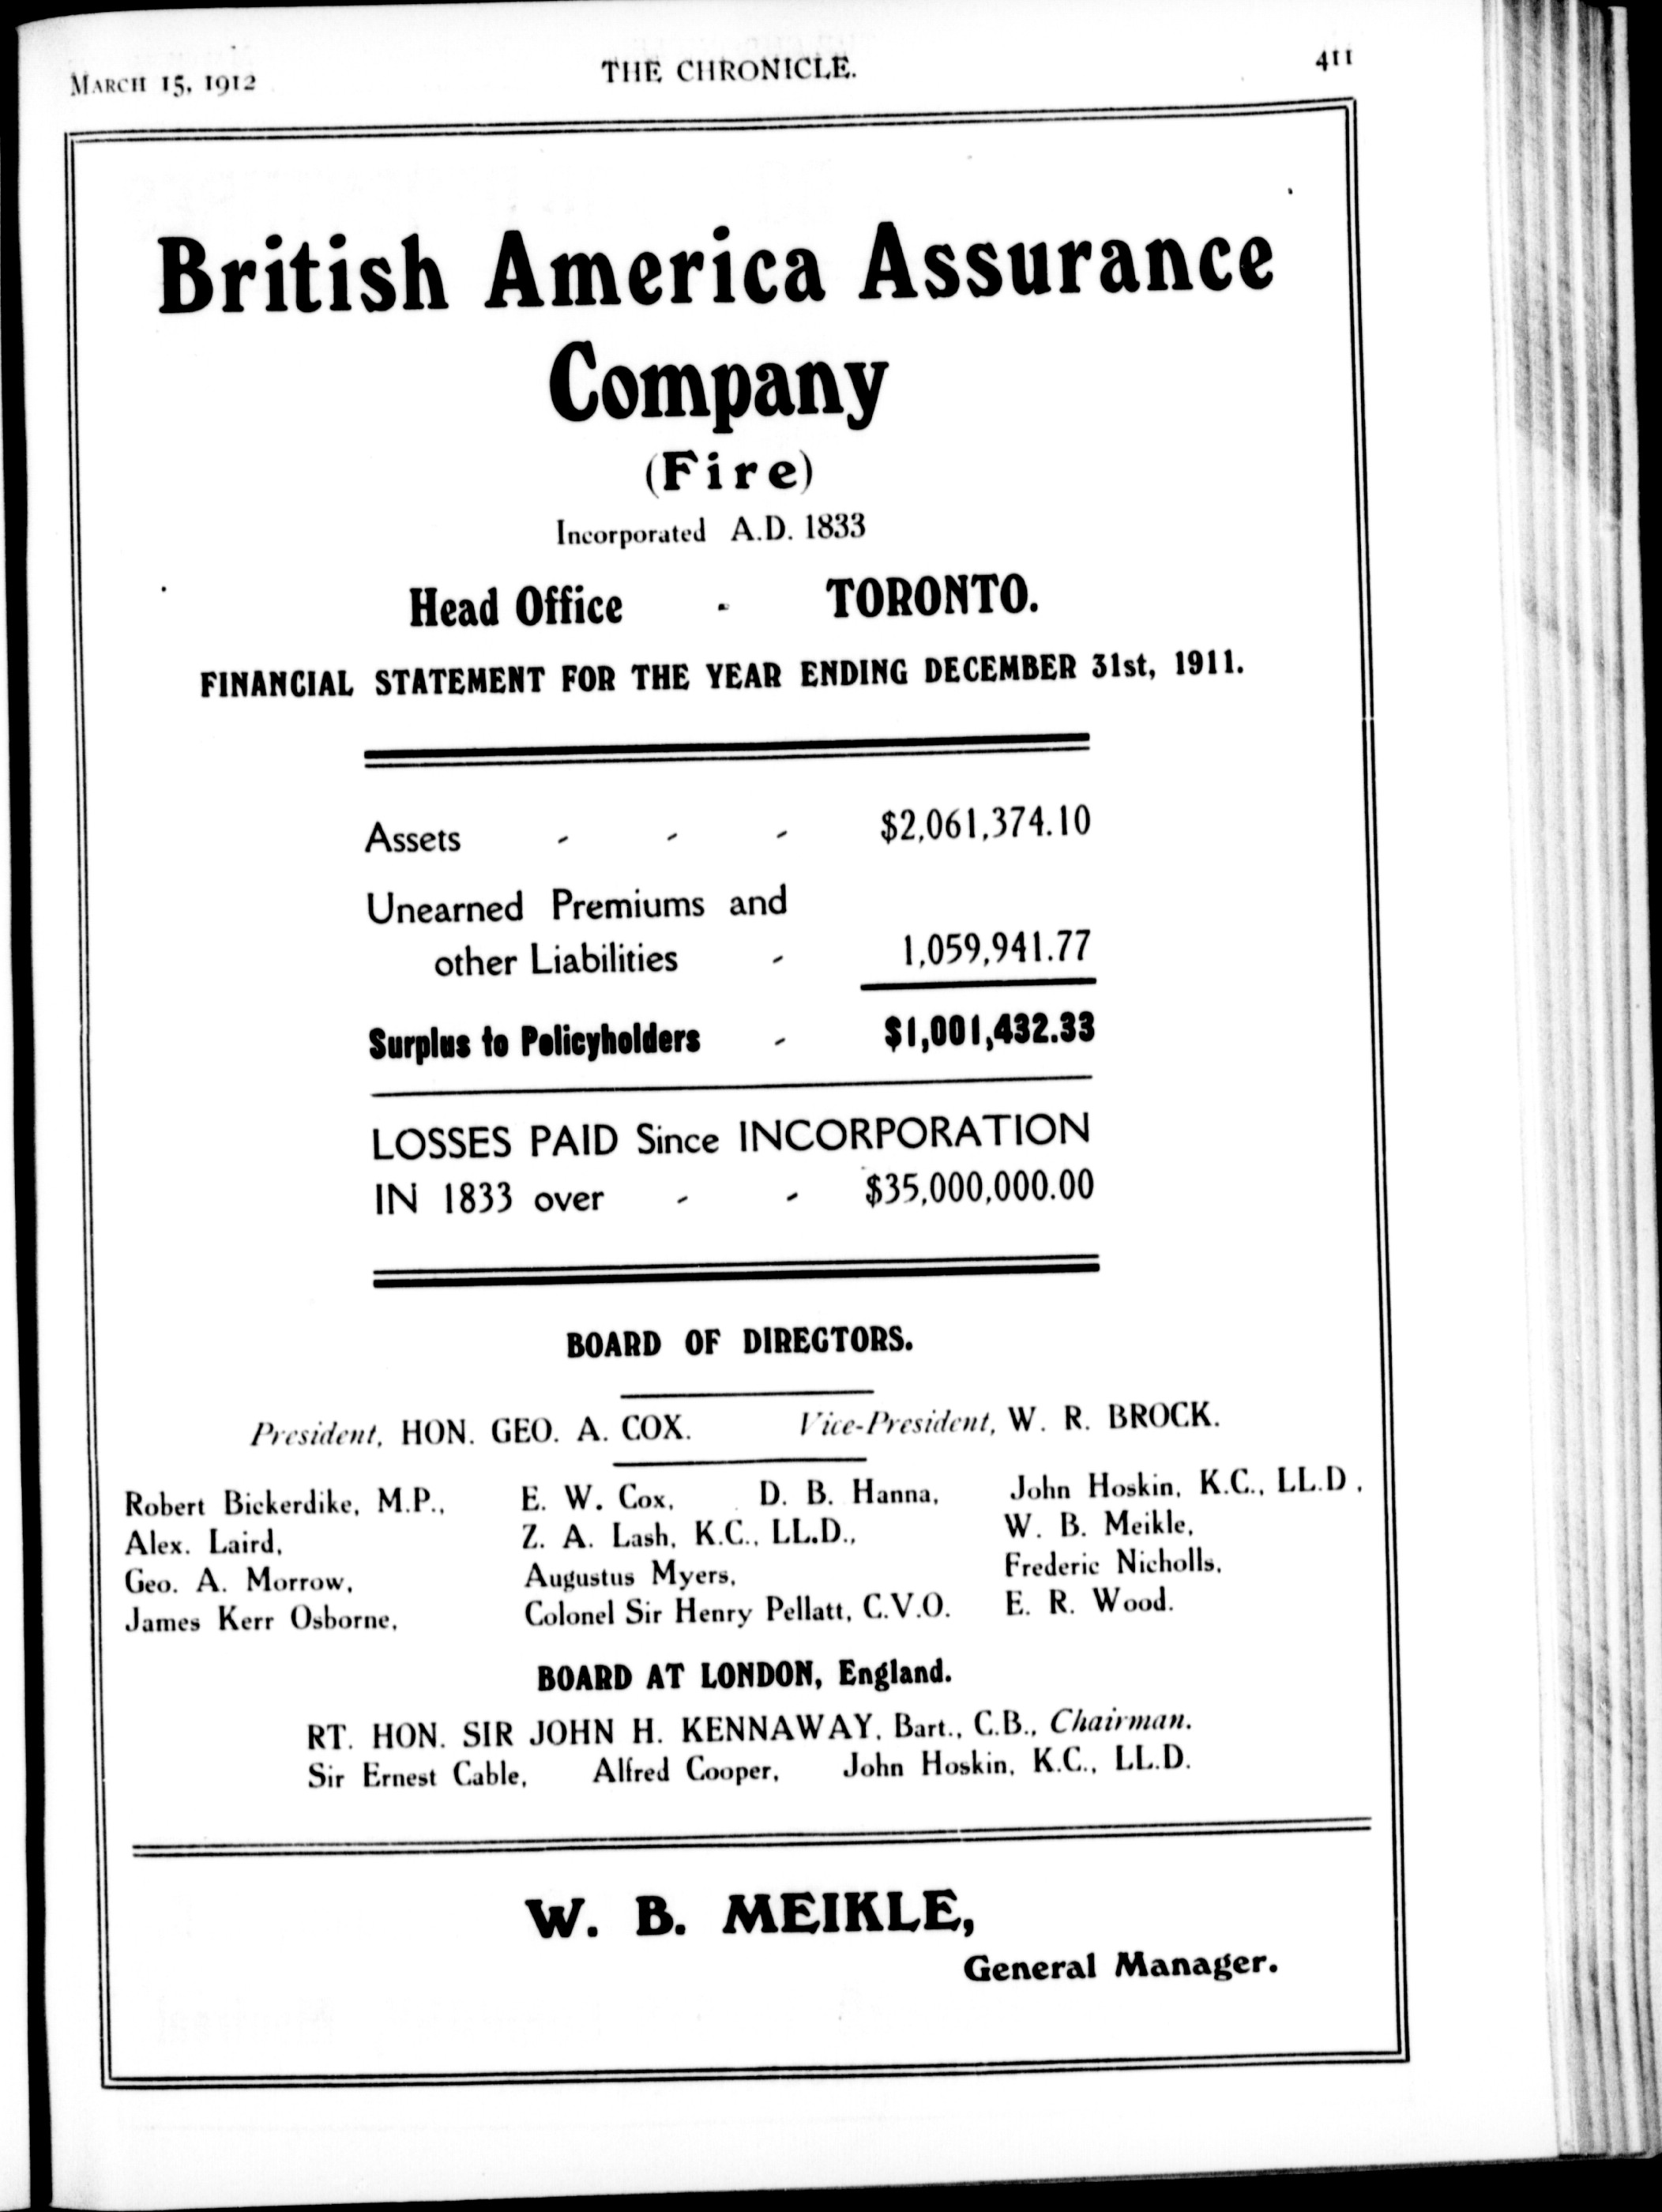 MARCH 15, 1912 THE CHRONICLE. 411
British America Assurance
Company
(Fire)
Incorporated A.D. 1833
Head Office - TORONTO.
FINANCIAL STATEMENT FOR THE YEAR ENDING DECEMBER 31st, 1911.
Assets - - - $2,061,374.10
Unearned Premiums and
other Liabilities - 1,059,941.77
Surplus to Policyholders - $1,001,432.33
LOSSES PAID Since INCORPORATION
IN 1833 over - - $35,000,000.00
BOARD OF DIRECTORS.
President, HON. GEO. A. COX. Vice-President, W. R. BROCK.
Robert Bickerdike, M.P., E. W. Cox, D. B. Hanna, John Hoskin, K.C., LL.D.,
Alex. Laird, Z. A. Lash, K.C., LL.D., W. B. Meikle,
Geo. A. Morrow, Augustus Myers, Frederic Nicholls,
James Kerr Osborne, Colonel Sir Henry Pellatt, C.V.O. E. R. Wood.
BOARD AT LONDON, England.
RT. HON. SIR JOHN H. KENNAWAY, Bart., C.B., Chairman.
Sir Ernest Cable, Alfred Cooper, John Hoskin, K.C., LL.D.
W. B. MEIKLE,
General Manager.